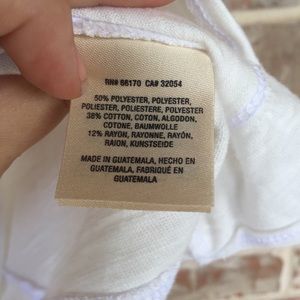 RN# 66170 CA# 32054
50% POLYESTER, POLYESTER,
POLIESTER, POLIESTERE, POLYESTER
38% COTTON, COTON, ALGODON,
COTONE, BAUMWOLLE
12% RAYON, RAYONNE, RAYÓN,
RAION, KUNSTSEIDE
MADE IN GUATEMALA, HECHO EN
GUATEMALA, FABRIQUÉ EN
GUATEMALA